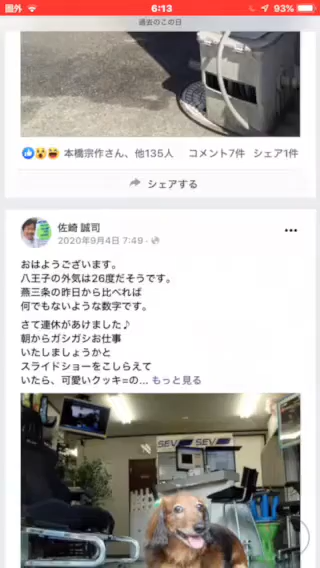 圏外 6:13 93%
過去のこの日
本橋宗作さん、他135人 コメント7件 シェア1件
シェアする
佐崎 誠司
2020年9月4日 7:49
おはようございます。
八王子の外気は26度だそうです。
燕三条の昨日から比べれば
何でもないような数字です。
さて連休があけました♪
朝からガシガシお仕事
いたしましょうかと
スライドショーをこしらえて
いたら、可愛いクッキ=の... もっと見る
SEV SEV